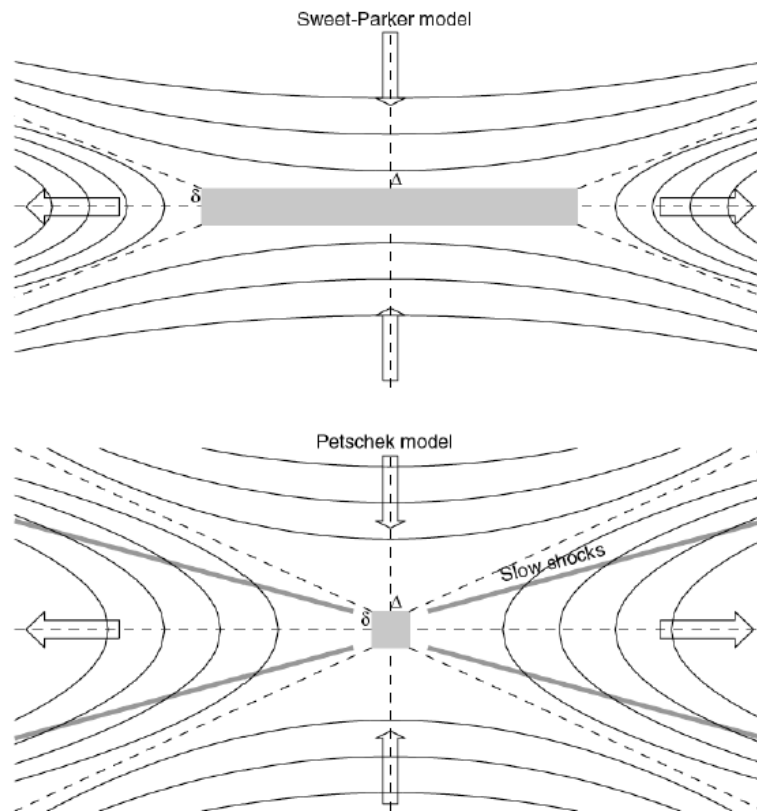 Sweet-Parker model
Δ
δ
Petschek model
Slow shocks
Δ
δ